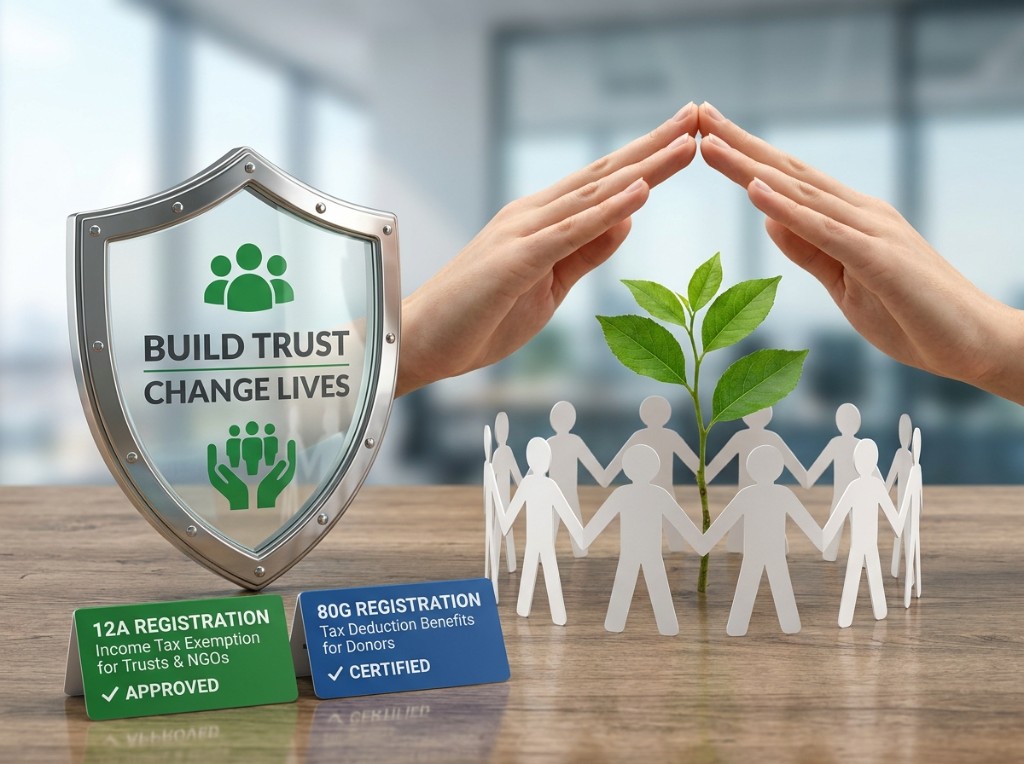 BUILD TRUST
CHANGE LIVES
12A REGISTRATION
Income Tax Exemption
for Trusts & NGOs
✓ APPROVED
80G REGISTRATION
Tax Deduction Benefits
for Donors
✓ CERTIFIED